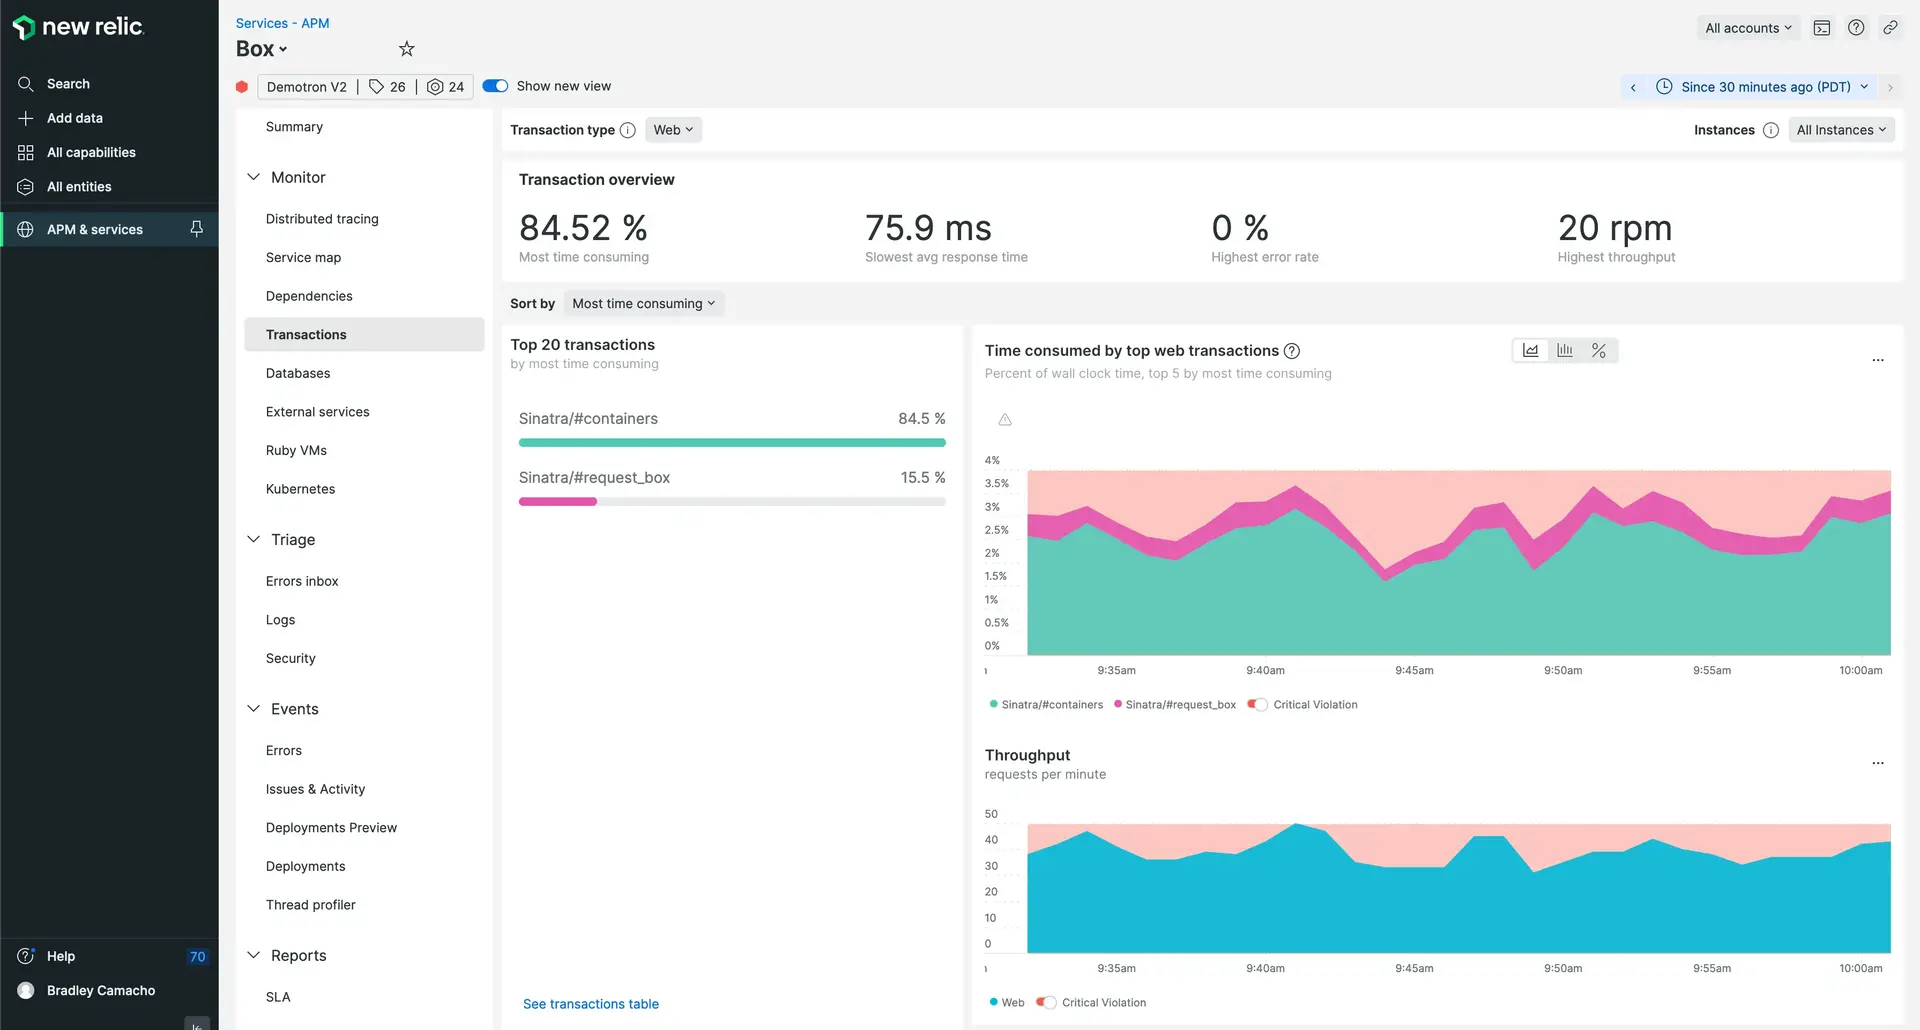 new relic
Search
Add data
All capabilities
All entities
APM & services
Help 70
Bradley Camacho
Services - APM
Box
Demotron V2 26 24
Show new view
All accounts
Since 30 minutes ago (PDT)
Summary
Monitor
Distributed tracing
Service map
Dependencies
Transactions
Databases
External services
Ruby VMs
Kubernetes
Triage
Errors inbox
Logs
Security
Events
Errors
Issues & Activity
Deployments Preview
Deployments
Thread profiler
Reports
SLA
Transaction type Web
Instances All Instances
Transaction overview
84.52 %
Most time consuming
75.9 ms
Slowest avg response time
0 %
Highest error rate
20 rpm
Highest throughput
Sort by Most time consuming
Top 20 transactions
by most time consuming
Sinatra/#containers 84.5 %
Sinatra/#request_box 15.5 %
See transactions table
Time consumed by top web transactions
Percent of wall clock time, top 5 by most time consuming
4%
3.5%
3%
2.5%
2%
1.5%
1%
0.5%
0%
9:35am 9:40am 9:45am 9:50am 9:55am 10:00am
Sinatra/#containers Sinatra/#request_box Critical Violation
Throughput
requests per minute
50
40
30
20
10
0
9:35am 9:40am 9:45am 9:50am 9:55am 10:00am
Web Critical Violation